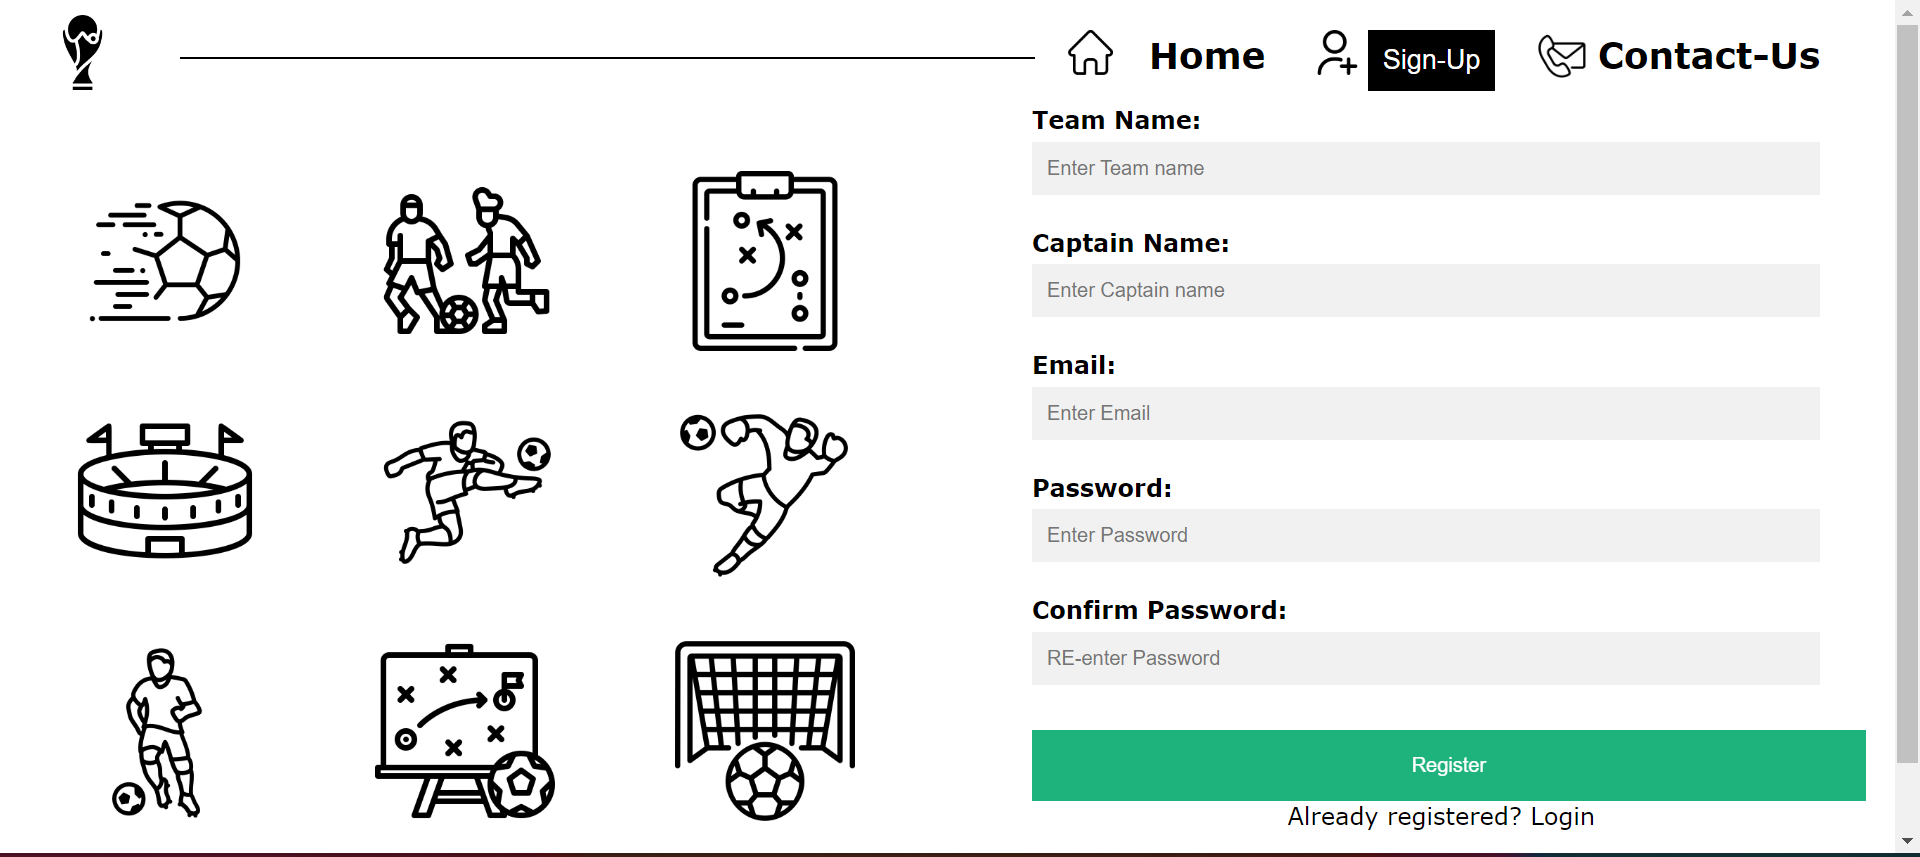 Home
Sign-Up
Contact-Us
Team Name:
Enter Team name
Captain Name:
Enter Captain name
Email:
Enter Email
Password:
Enter Password
Confirm Password:
RE-enter Password
Register
Already registered? Login